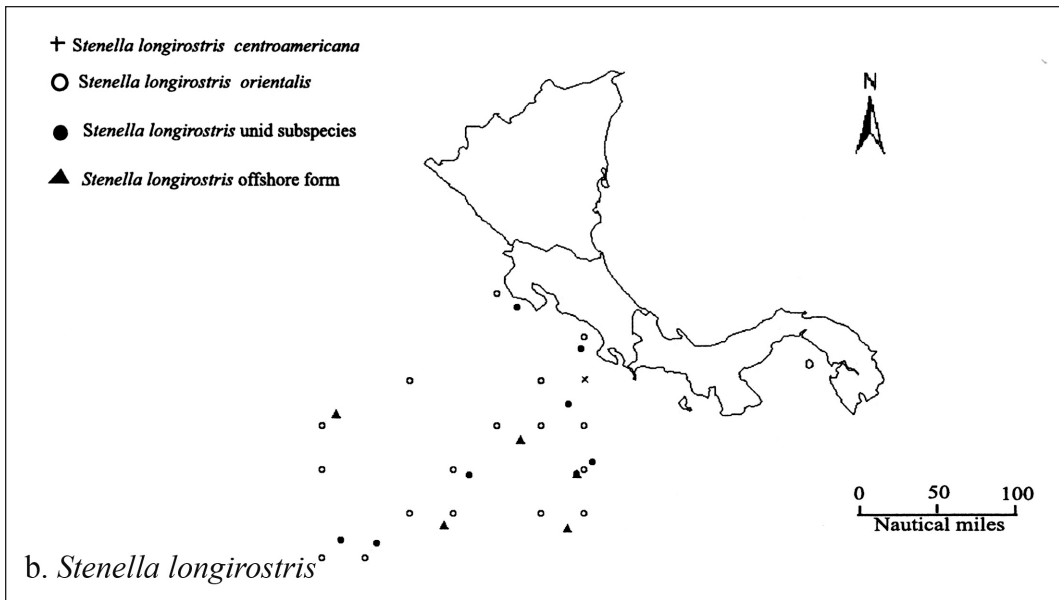 Stenella longirostris centroamericana
Stenella longirostris orientalis
Stenella longirostris unid subspecies
Stenella longirostris offshore form
N
0 50 100
Nautical miles
b. Stenella longirostris